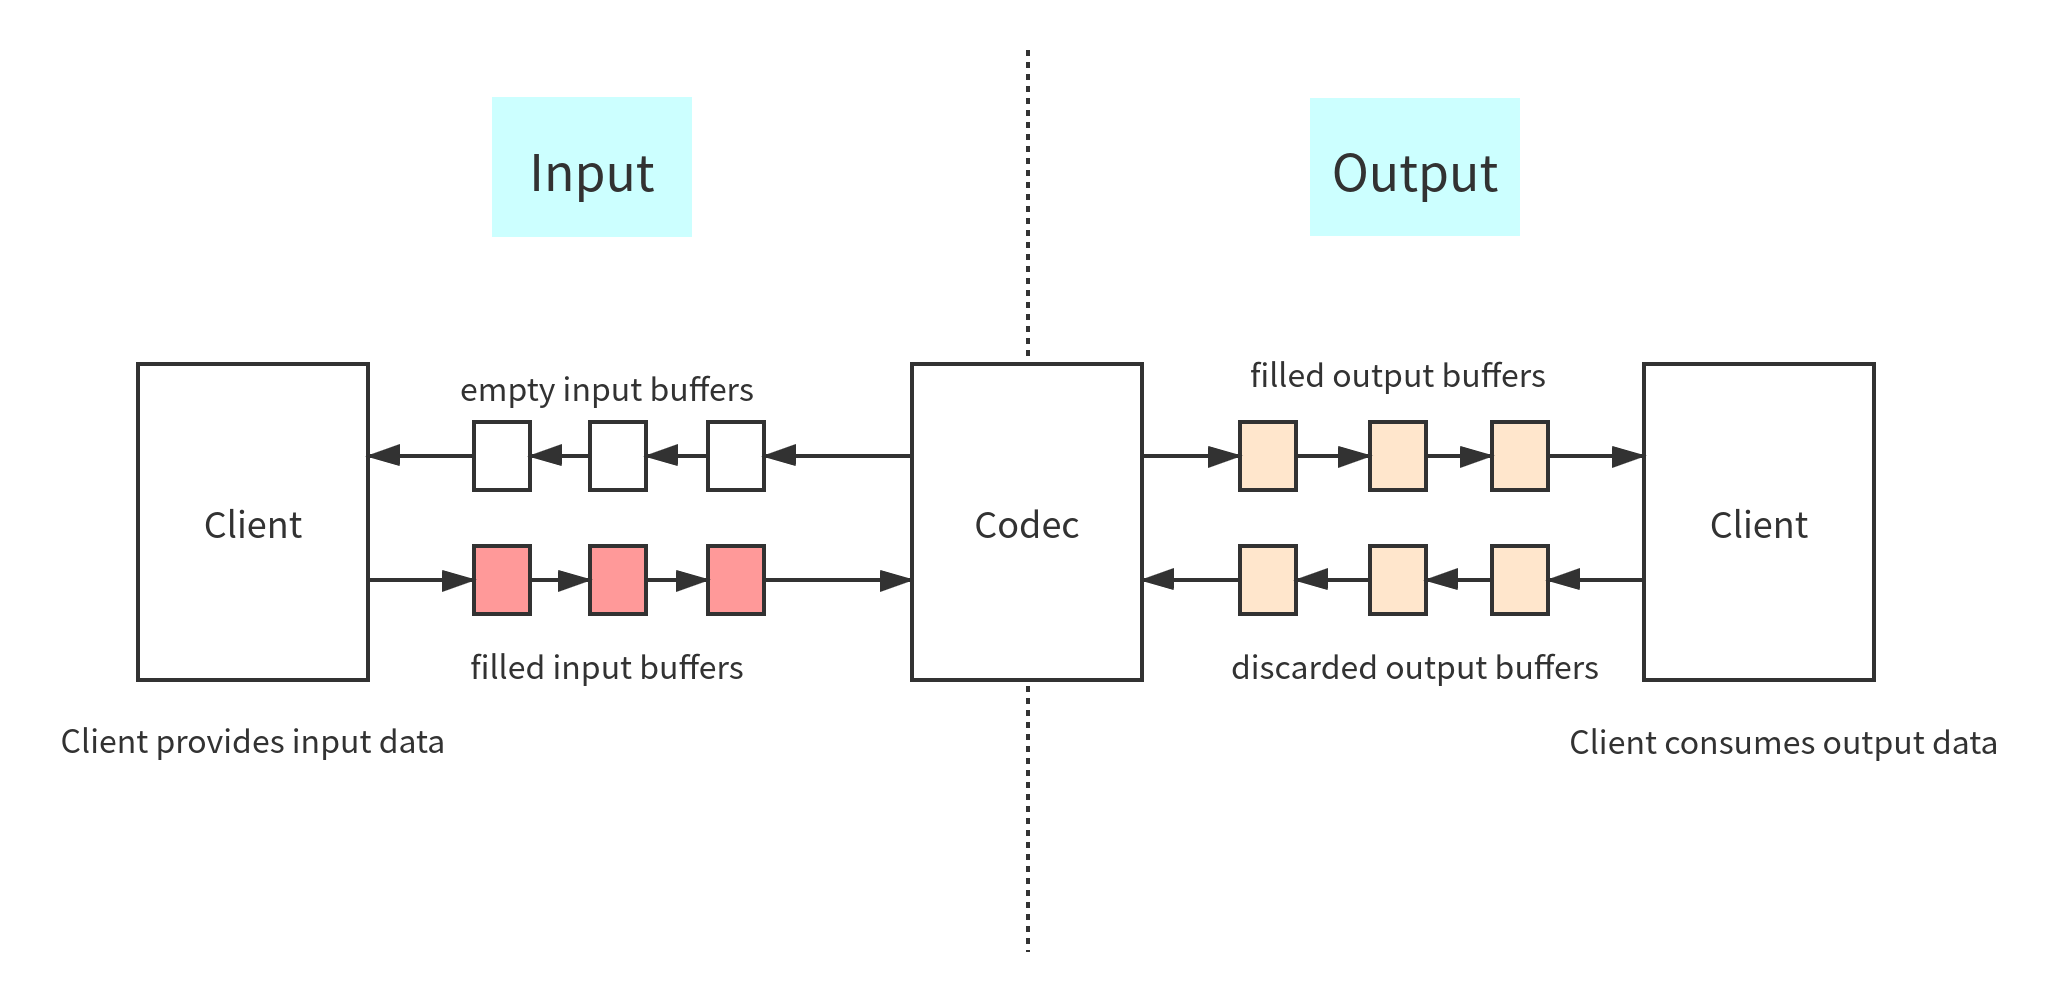 Input
Output
empty input buffers
filled output buffers
Client
Codec
Client
filled input buffers
discarded output buffers
Client provides input data
Client consumes output data